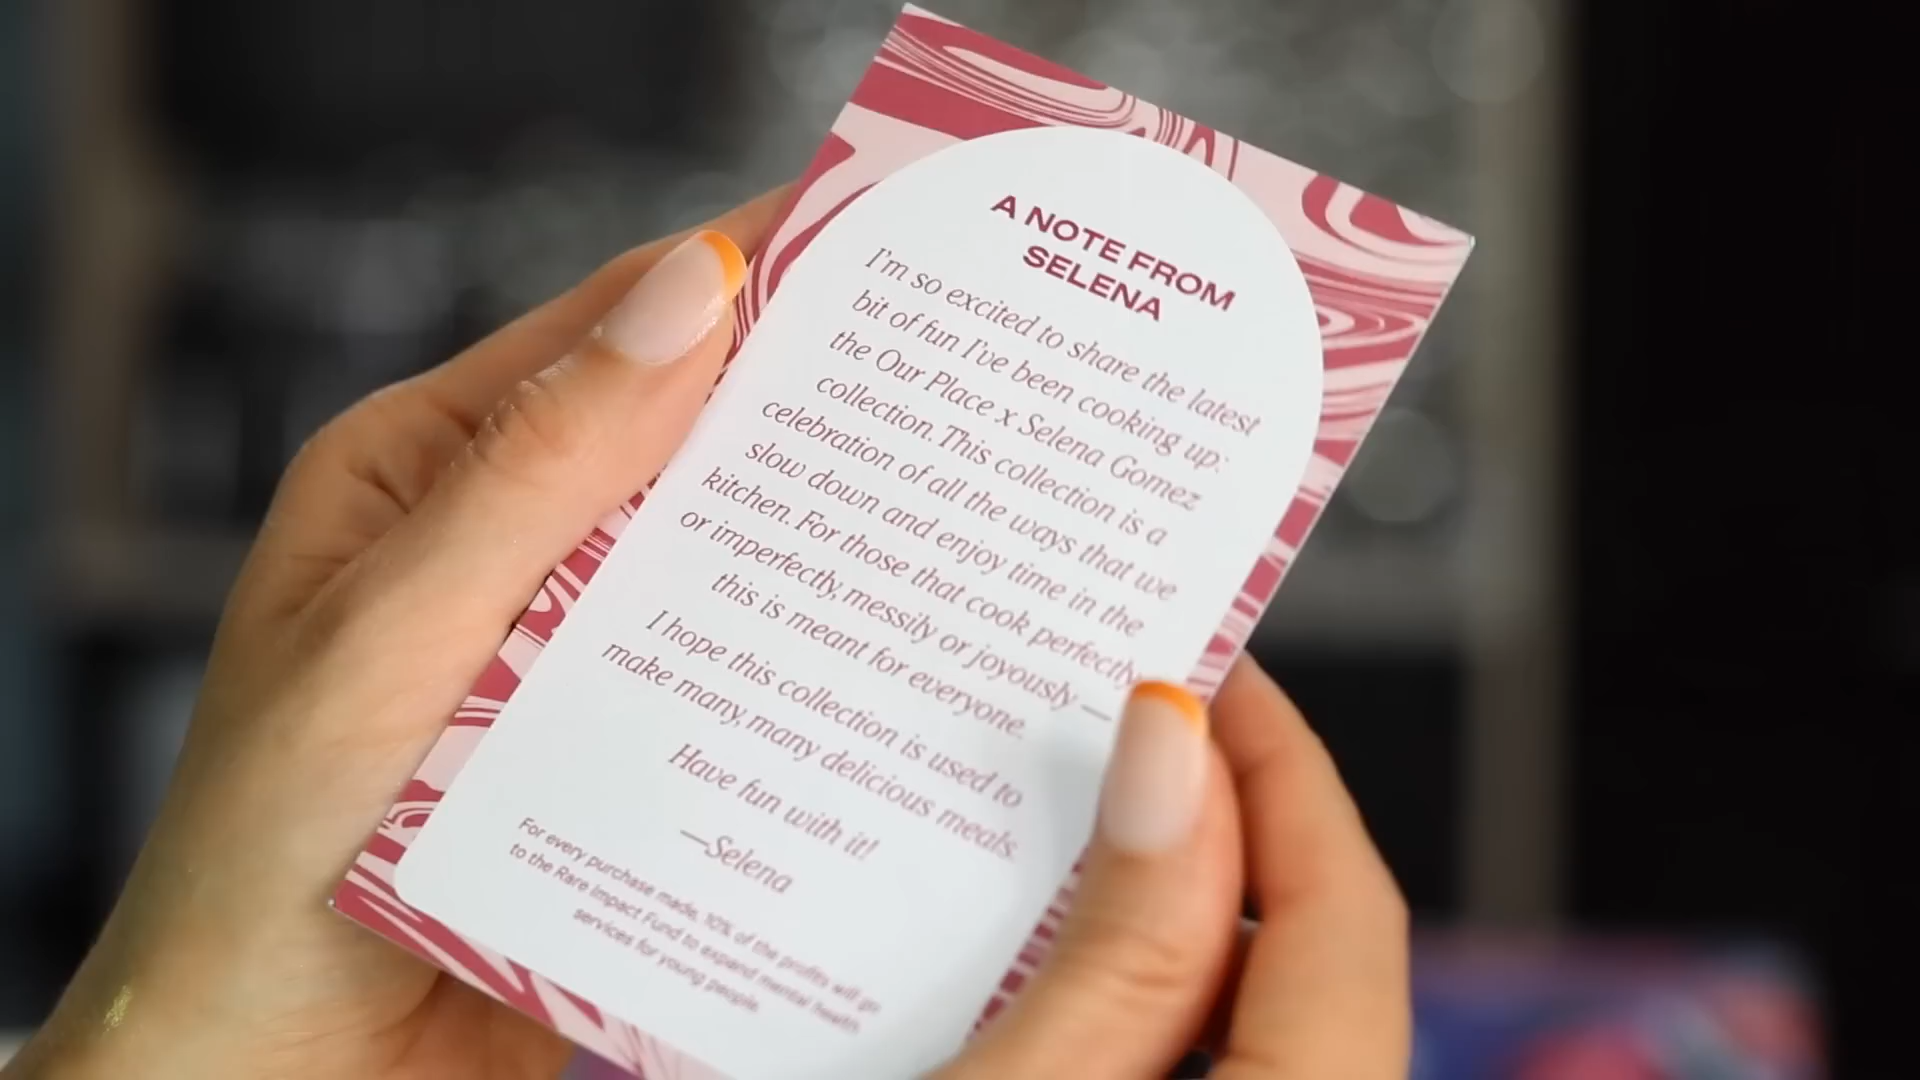 A NOTE FROM
SELENA
I'm so excited to share the latest
bit of fun I've been cooking up:
the Our Place x Selena Gomez
collection. This collection is a
celebration of all the ways that we
slow down and enjoy time in the
kitchen. For those that cook perfectly
or imperfectly, messily or joyously —
this is meant for everyone.
I hope this collection is used to
make many, many delicious meals.
Have fun with it!
—Selena
For every purchase made, 10% of the profits will go
to the Rare Impact Fund to expand mental health
services for young people.